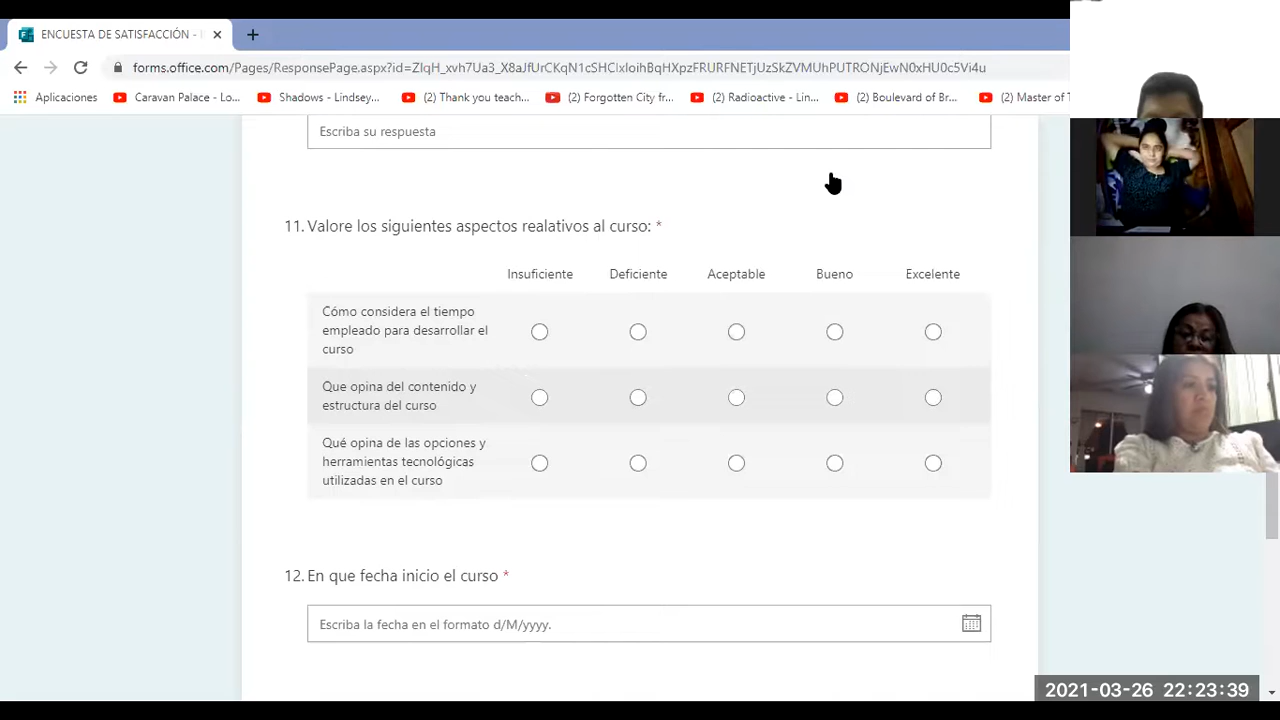 ENCUESTA DE SATISFACCIÓN -
forms.office.com/Pages/ResponsePage.aspx?id=ZIqH_xvh7Ua3_X8aJfUrCKqN1cSHClxIoihBqHXpzFRURFNETjUzSkZVMUhPUTRONjEwN0xHU0c5Vi4u
Aplicaciones Caravan Palace - Lo... Shadows - Lindsey... (2) Thank you teach... (2) Forgotten City fr... (2) Radioactive - Lin... (2) Boulevard of Br... (2) Master of
Escriba su respuesta
11. Valore los siguientes aspectos realativos al curso: *
Insuficiente Deficiente Aceptable Bueno Excelente
Cómo considera el tiempo
empleado para desarrollar el
curso
Que opina del contenido y
estructura del curso
Qué opina de las opciones y
herramientas tecnológicas
utilizadas en el curso
12. En que fecha inicio el curso *
Escriba la fecha en el formato d/M/yyyy.
2021-03-26 22:23:39